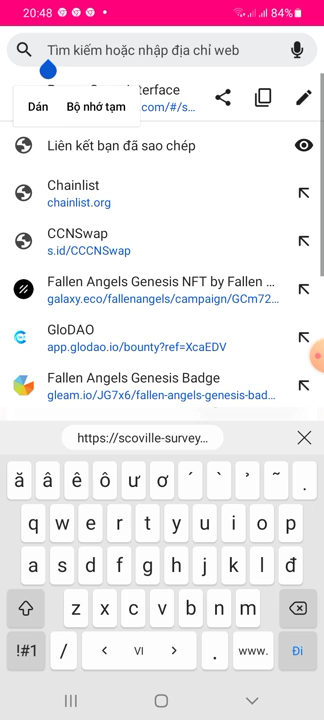 20:48
84%
Tìm kiếm hoặc nhập địa chỉ web
Dán Bộ nhớ tạm
terface
.com/#/s...
Liên kết bạn đã sao chép
Chainlist
chainlist.org
CCNSwap
s.id/CCCNSwap
Fallen Angels Genesis NFT by Fallen ...
galaxy.eco/fallenangels/campaign/GCm72...
GloDAO
app.glodao.io/bounty?ref=XcaEDV
Fallen Angels Genesis Badge
gleam.io/JG7x6/fallen-angels-genesis-bad...
https://scoville-survey...
ă â ê ô ư ơ ´ ` ̉ ~ .
q w e r t y u i o p
a s d f g h j k l đ
z x c v b n m
!#1 / < VI > . www. Đi